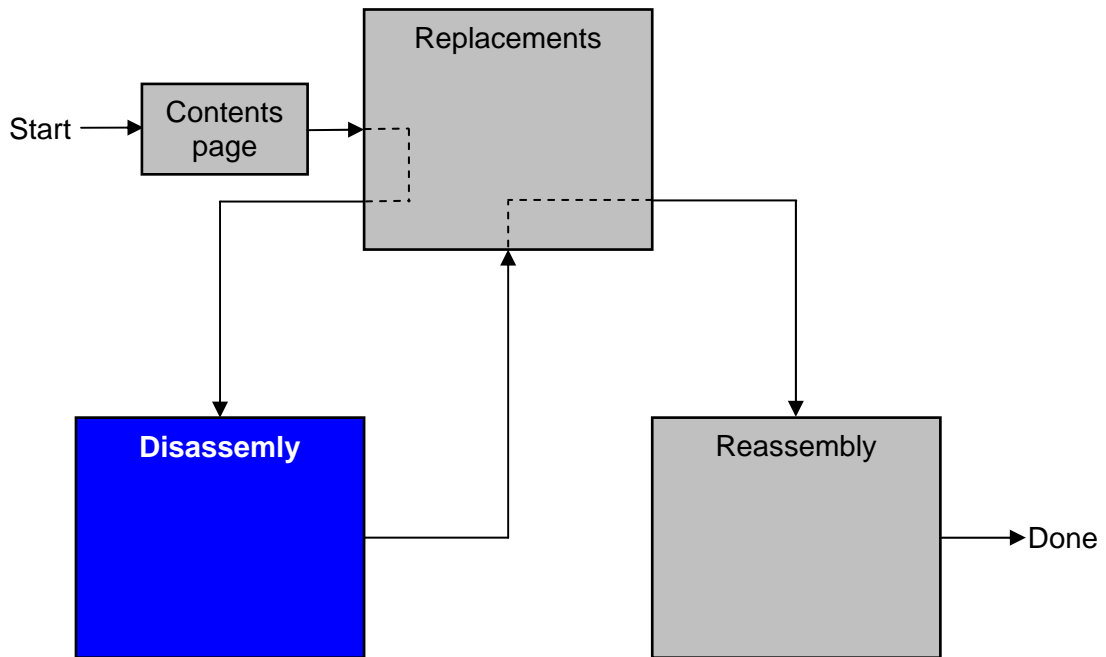 Replacements
Start
Contents
page
Disassemly
Reassembly
Done